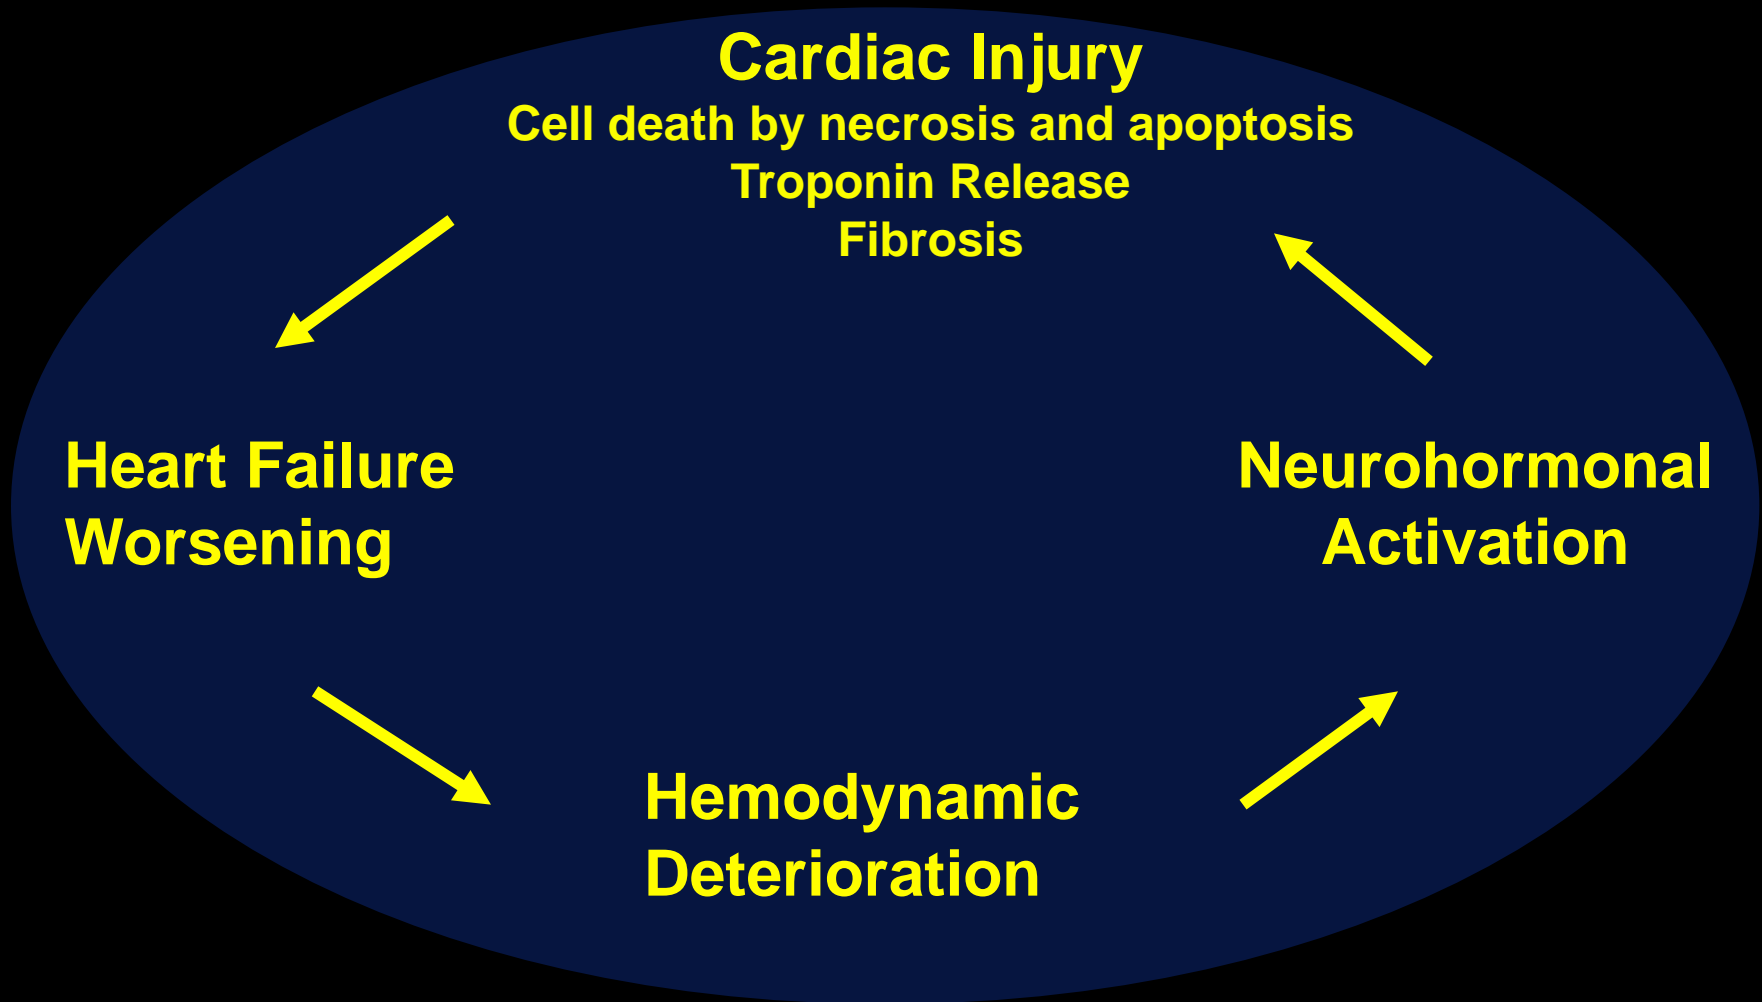 Cardiac Injury
Cell death by necrosis and apoptosis
Troponin Release
Fibrosis
Heart Failure
Worsening
Neurohormonal
Activation
Hemodynamic
Deterioration